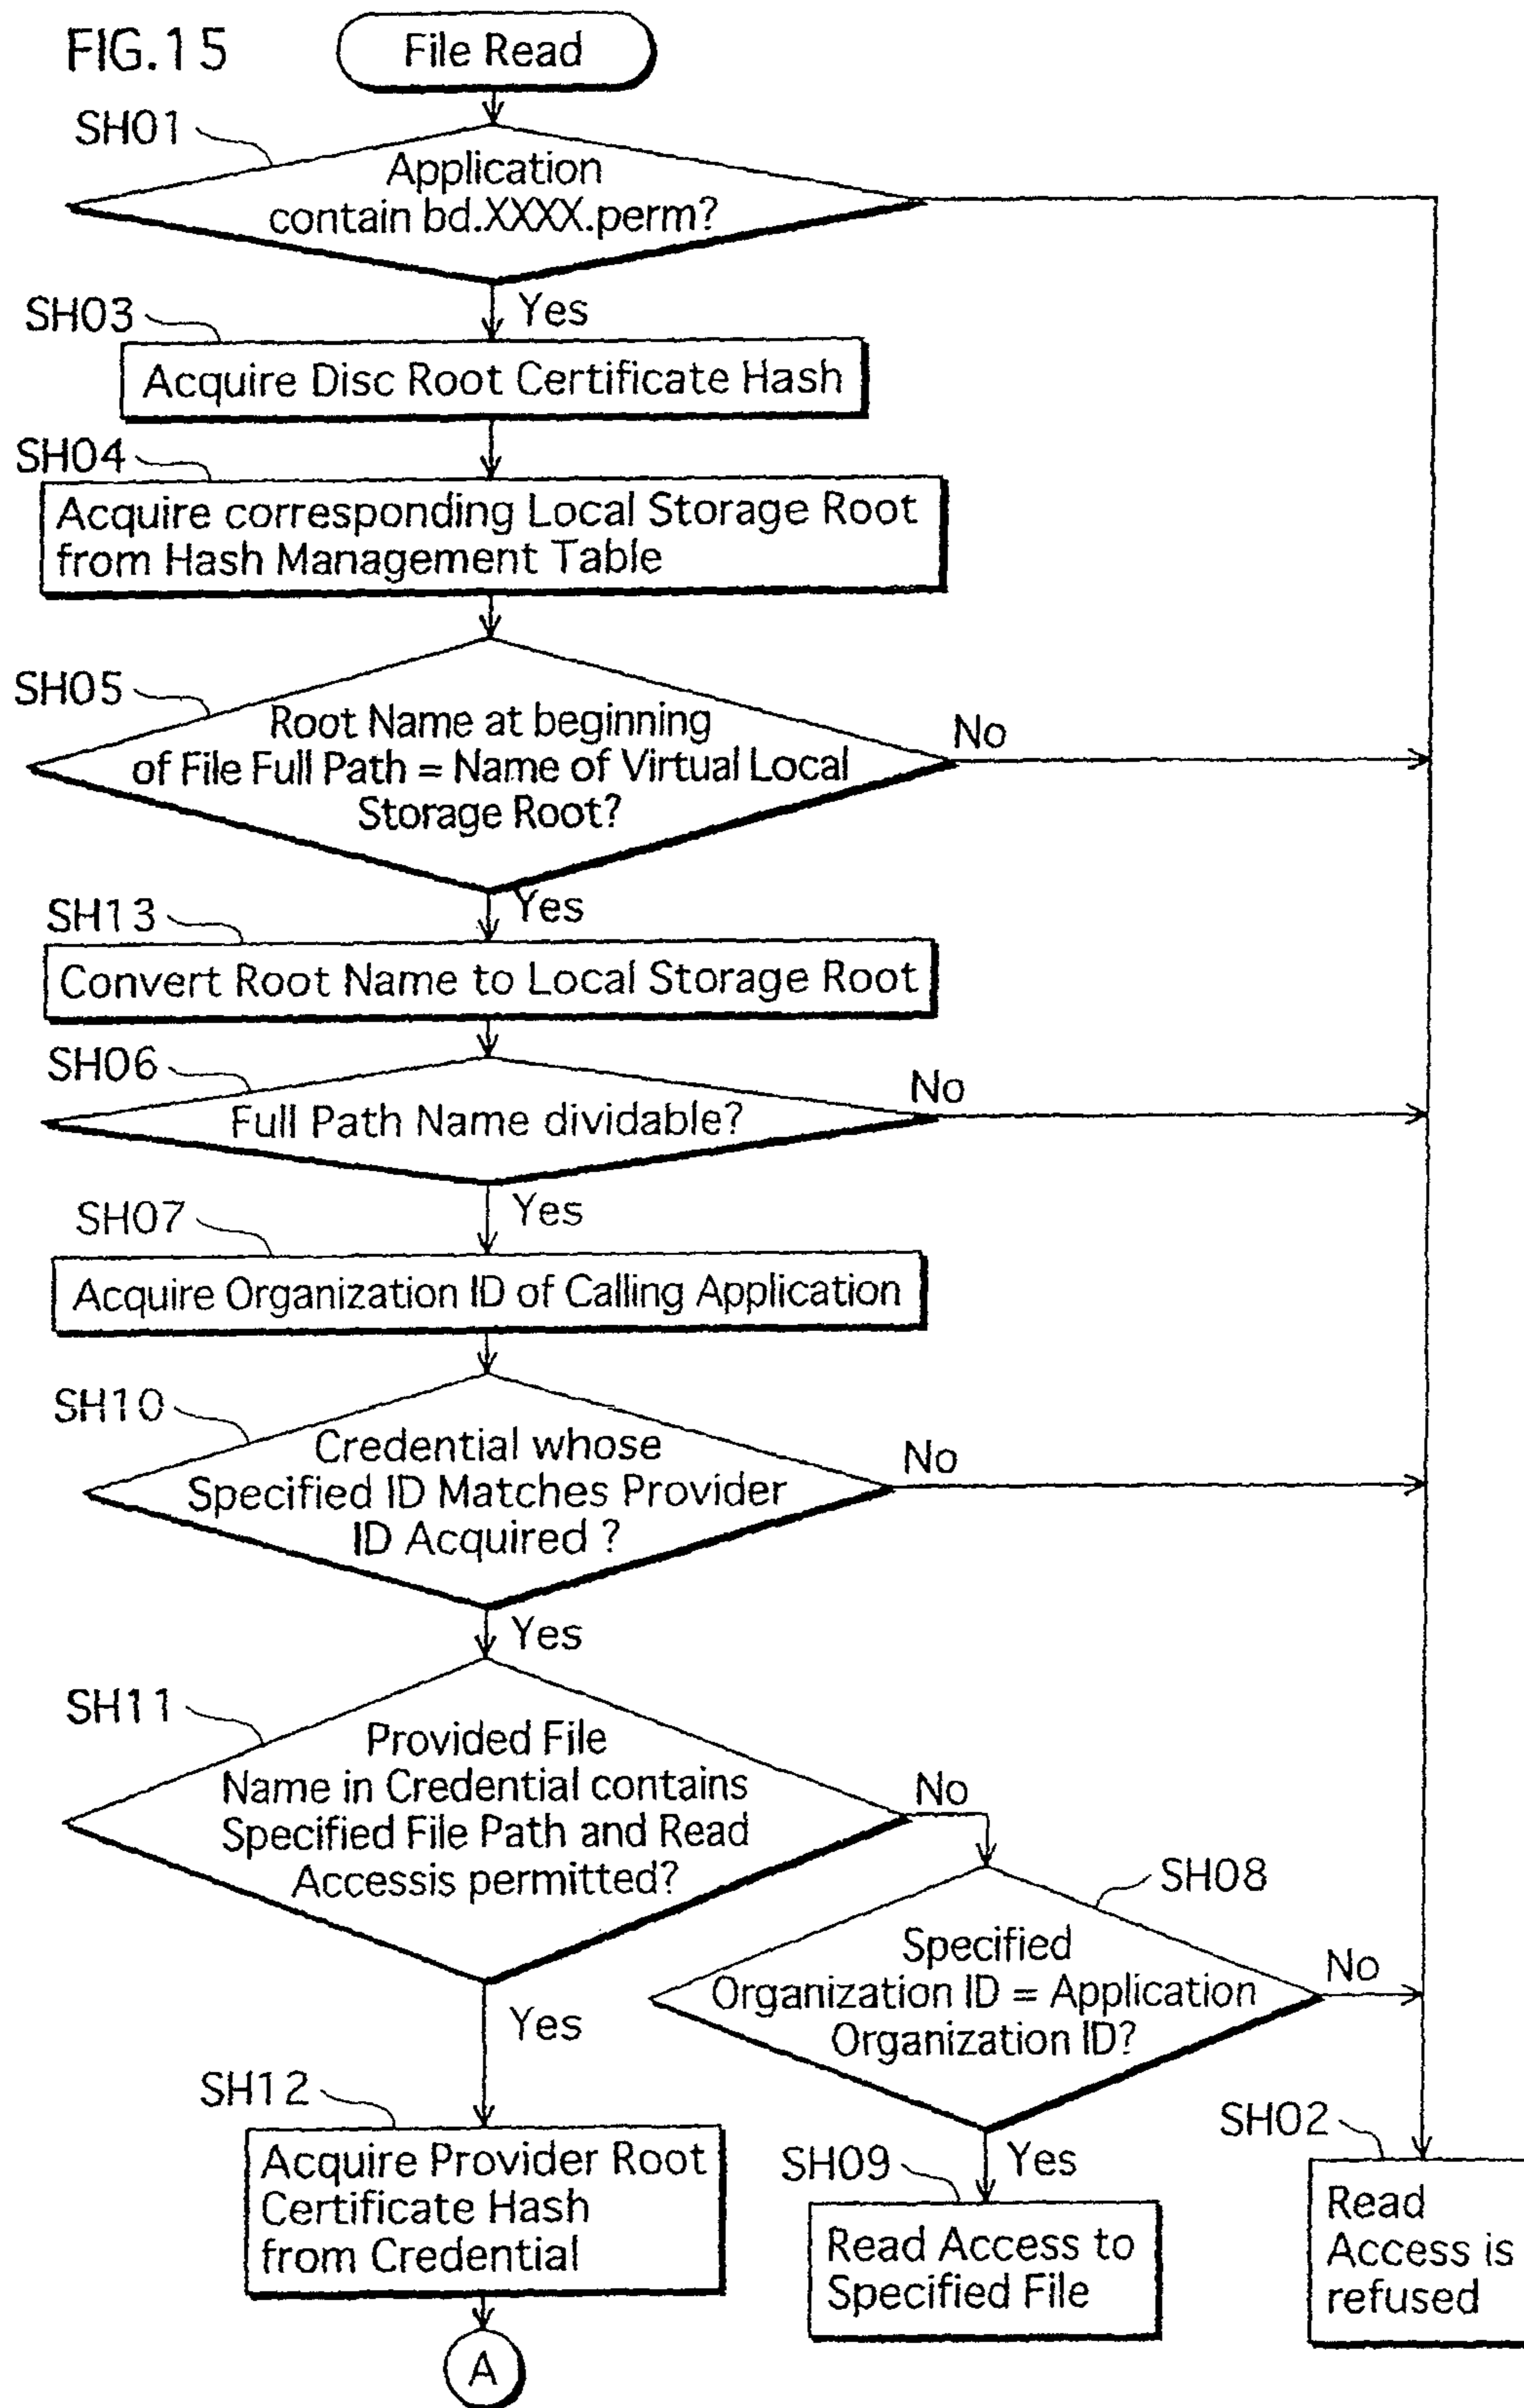 FIG.15
File Read
SH01
Application
contain bd.XXXX.perm?
Yes
SH03
Acquire Disc Root Certificate Hash
SH04
Acquire corresponding Local Storage Root
from Hash Management Table
SH05
Root Name at beginning
of File Full Path = Name of Virtual Local
Storage Root?
No
Yes
SH13
Convert Root Name to Local Storage Root
SH06
Full Path Name dividable?
No
Yes
SH07
Acquire Organization ID of Calling Application
SH10
Credential whose
Specified ID Matches Provider
ID Acquired ?
No
Yes
SH11
Provided File
Name in Credential contains
Specified File Path and Read
Accessis permitted?
No
Yes
SH08
Specified
Organization ID = Application
Organization ID?
No
Yes
SH12
Acquire Provider Root
Certificate Hash
from Credential
SH09
Read Access to
Specified File
SH02
Read
Access is
refused
A